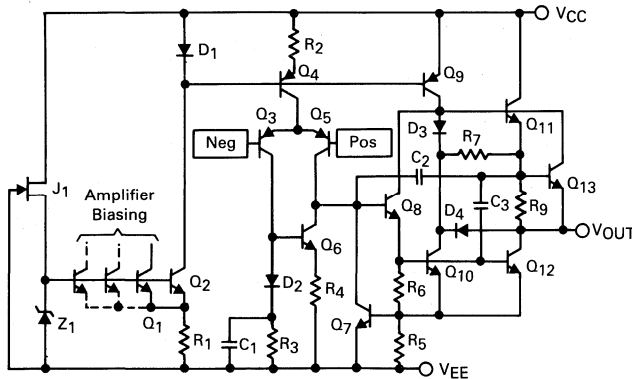 VCC
D1
R2
Q4
Q9
Q3
Q5
D3
Q11
Neg
Pos
R7
C2
J1
Amplifier
Biasing
Q8
C3
Q13
R9
D4
VOUT
Q6
Q2
Q10
Q12
D2
R4
R6
Z1
Q1
R1
C1
R3
Q7
R5
VEE